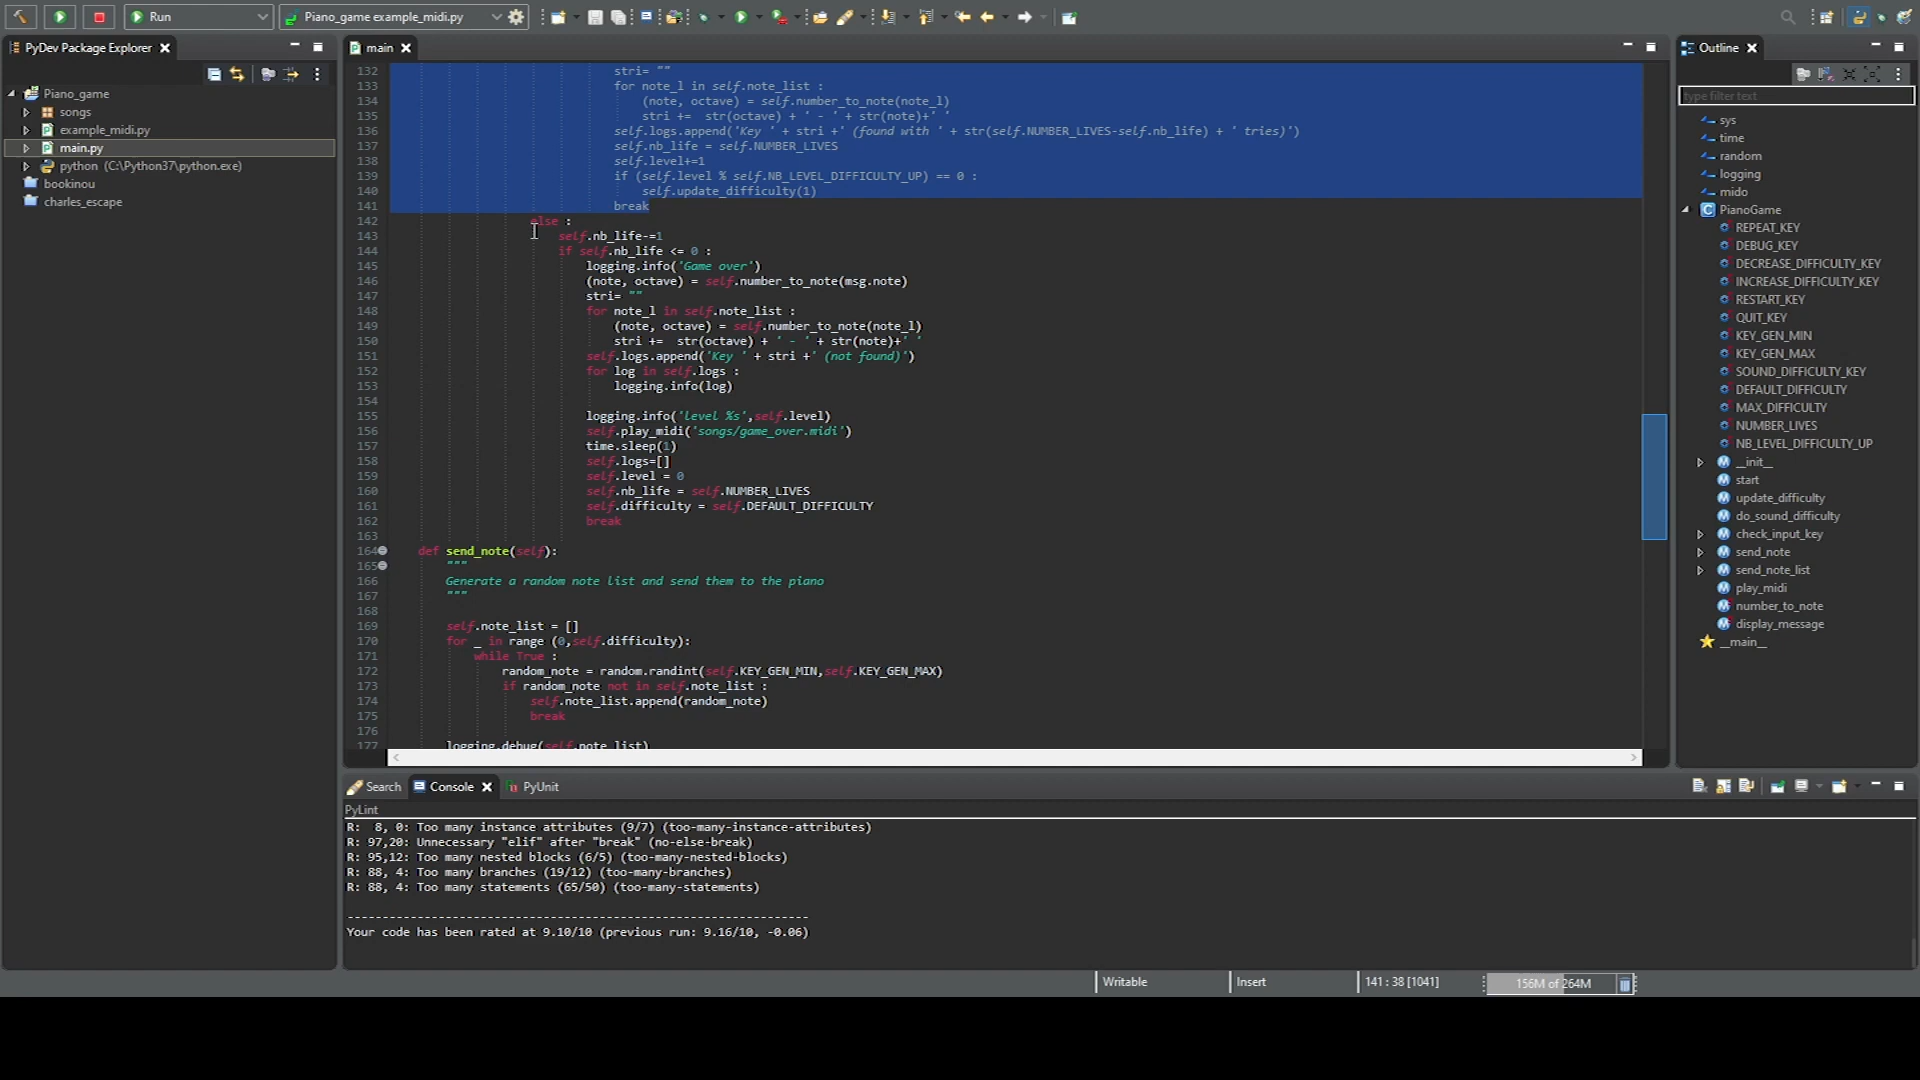 Run
Piano_game example_midi.py
PyDev Package Explorer
Piano_game
songs
example_midi.py
main.py
python (C:\Python37\python.exe)
bookinou
charles_escape
main
132 stri= ""
133 for note_l in self.note_list :
134 (note, octave) = self.number_to_note(note_l)
135 stri += str(octave) + ' - ' + str(note)+' '
136 self.logs.append('Key ' + stri +' (found with ' + str(self.NUMBER_LIVES-self.nb_life) + ' tries)')
137 self.nb_life = self.NUMBER_LIVES
138 self.level+=1
139 if (self.level % self.NB_LEVEL_DIFFICULTY_UP) == 0 :
140 self.update_difficulty(1)
141 break
142 else :
143 self.nb_life-=1
144 if self.nb_life <= 0 :
145 logging.info('Game over')
146 (note, octave) = self.number_to_note(msg.note)
147 stri= ""
148 for note_l in self.note_list :
149 (note, octave) = self.number_to_note(note_l)
150 stri += str(octave) + ' - ' + str(note)+' '
151 self.logs.append('Key ' + stri +' (not found)')
152 for log in self.logs :
153 logging.info(log)
154
155 logging.info('level %s',self.level)
156 self.play_midi('songs/game_over.midi')
157 time.sleep(1)
158 self.logs=[]
159 self.level = 0
160 self.nb_life = self.NUMBER_LIVES
161 self.difficulty = self.DEFAULT_DIFFICULTY
162 break
163
164 def send_note(self):
165 """
166 Generate a random note list and send them to the piano
167 """
168
169 self.note_list = []
170 for _ in range (0,self.difficulty):
171 while True :
172 random_note = random.randint(self.KEY_GEN_MIN,self.KEY_GEN_MAX)
173 if random_note not in self.note_list :
174 self.note_list.append(random_note)
175 break
176
177 logging.debug(self.note_list)
Outline
type filter text
sys
time
random
logging
mido
PianoGame
REPEAT_KEY
DEBUG_KEY
DECREASE_DIFFICULTY_KEY
INCREASE_DIFFICULTY_KEY
RESTART_KEY
QUIT_KEY
KEY_GEN_MIN
KEY_GEN_MAX
SOUND_DIFFICULTY_KEY
DEFAULT_DIFFICULTY
MAX_DIFFICULTY
NUMBER_LIVES
NB_LEVEL_DIFFICULTY_UP
__init__
start
update_difficulty
do_sound_difficulty
check_input_key
send_note
send_note_list
play_midi
number_to_note
display_message
__main__
Search
Console
PyUnit
PyLint
R: 8, 0: Too many instance attributes (9/7) (too-many-instance-attributes)
R: 97,20: Unnecessary "elif" after "break" (no-else-break)
R: 95,12: Too many nested blocks (6/5) (too-many-nested-blocks)
R: 88, 4: Too many branches (19/12) (too-many-branches)
R: 88, 4: Too many statements (65/50) (too-many-statements)
------------------------------------------------------------------
Your code has been rated at 9.10/10 (previous run: 9.16/10, -0.06)
Writable
Insert
141 : 38 [1041]
156M of 264M